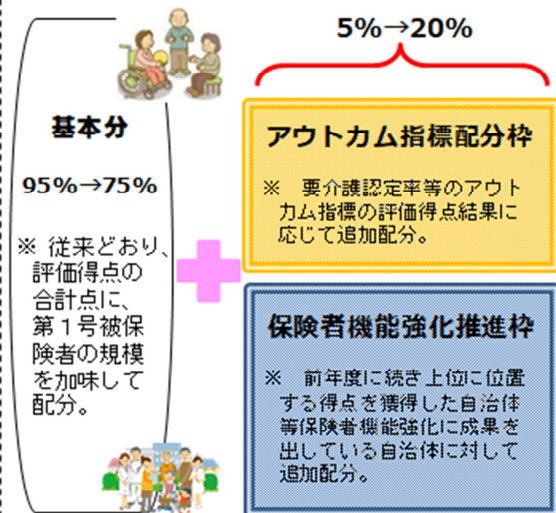 基本分
95%→75%
※ 従来どおり、
評価得点の
合計点に、
第１号被保
険者の規模
を加味して
配分。
5%→20%
アウトカム指標配分枠
※　要介護認定率等のアウト
カム指標の評価得点結果に
応じて追加配分。
保険者機能強化推進枠
※　前年度に続き上位に位置
する得点を獲得した自治体
等保険者機能強化に成果を
出している自治体に対して
追加配分。